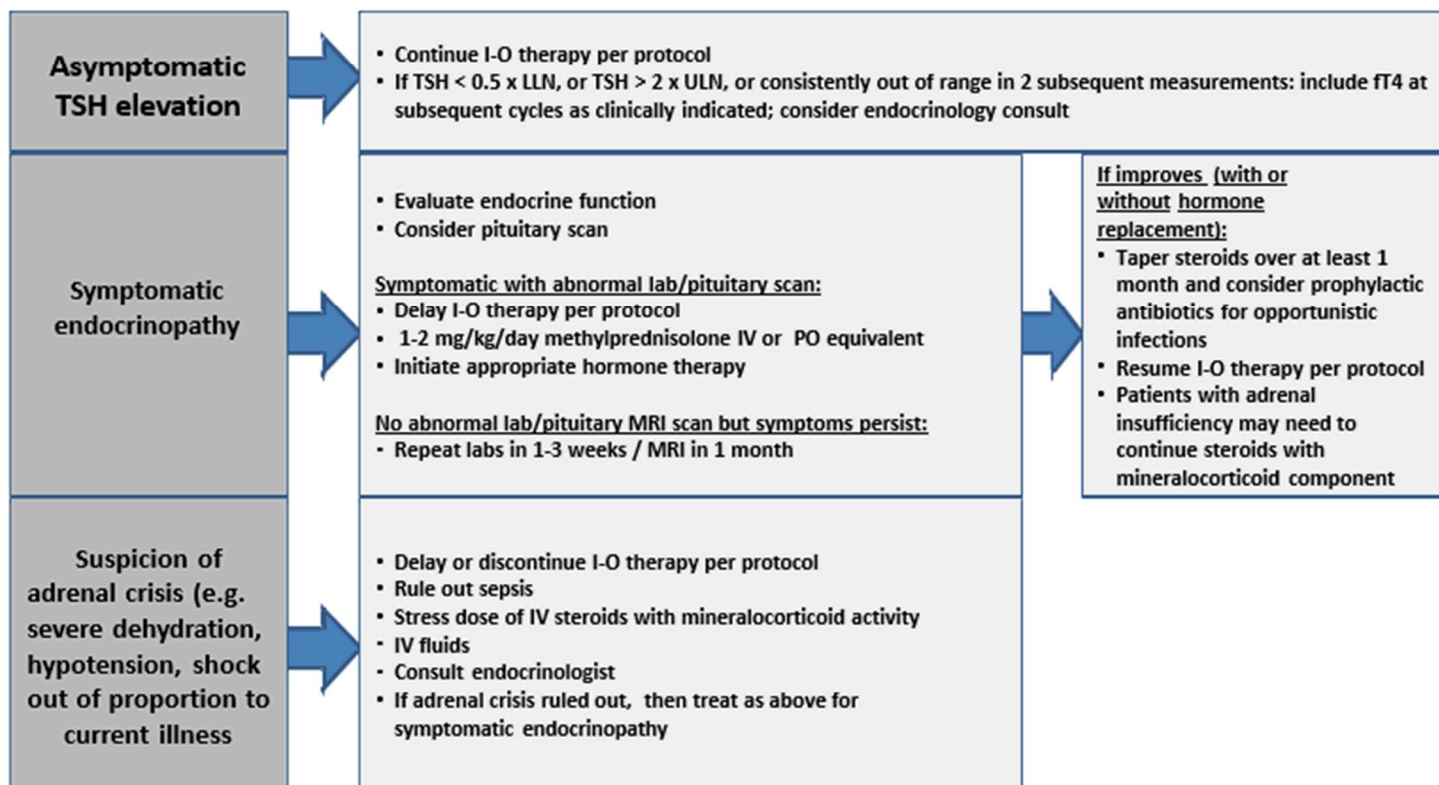 Asymptomatic
TSH elevation
• Continue I-O therapy per protocol
• If TSH < 0.5 x LLN, or TSH > 2 x ULN, or consistently out of range in 2 subsequent measurements: include fT4 at
subsequent cycles as clinically indicated; consider endocrinology consult
Symptomatic
endocrinopathy
• Evaluate endocrine function
• Consider pituitary scan
Symptomatic with abnormal lab/pituitary scan:
• Delay I-O therapy per protocol
• 1-2 mg/kg/day methylprednisolone IV or PO equivalent
• Initiate appropriate hormone therapy
No abnormal lab/pituitary MRI scan but symptoms persist:
• Repeat labs in 1-3 weeks / MRI in 1 month
If improves (with or
without hormone
replacement):
• Taper steroids over at least 1
month and consider prophylactic
antibiotics for opportunistic
infections
• Resume I-O therapy per protocol
• Patients with adrenal
insufficiency may need to
continue steroids with
mineralocorticoid component
Suspicion of
adrenal crisis (e.g.
severe dehydration,
hypotension, shock
out of proportion to
current illness
• Delay or discontinue I-O therapy per protocol
• Rule out sepsis
• Stress dose of IV steroids with mineralocorticoid activity
• IV fluids
• Consult endocrinologist
• If adrenal crisis ruled out, then treat as above for
symptomatic endocrinopathy